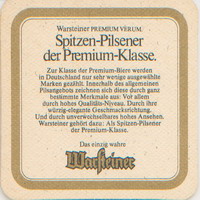 Warsteiner PREMIUM VERUM.
Spitzen-Pilsener
der Premium-Klasse.
Zur Klasse der Premium-Biere werden
in Deutschland nur sehr wenige ausgewählte
Marken gezählt. Innerhalb des allgemeinen
Pilsangebots zeichnen sich diese durch ganz
bestimmte Merkmale aus: Vor allem
durch hohes Qualitäts-Niveau. Durch ihre
würzig-elegante Geschmacksrichtung.
Und durch unverwechselbares hohes Ansehen.
Warsteiner gehört dazu: Als Spitzen-Pilsener
der Premium-Klasse.
Das einzig wahre
Warsteiner